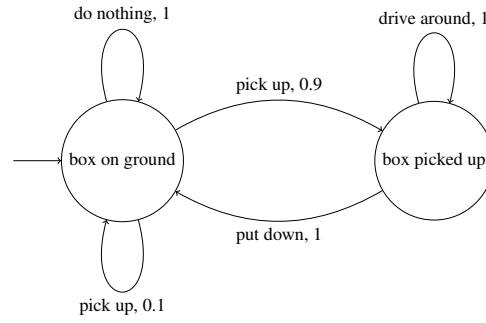 do nothing, 1
drive around, 1
pick up, 0.9
box on ground
box picked up
put down, 1
pick up, 0.1